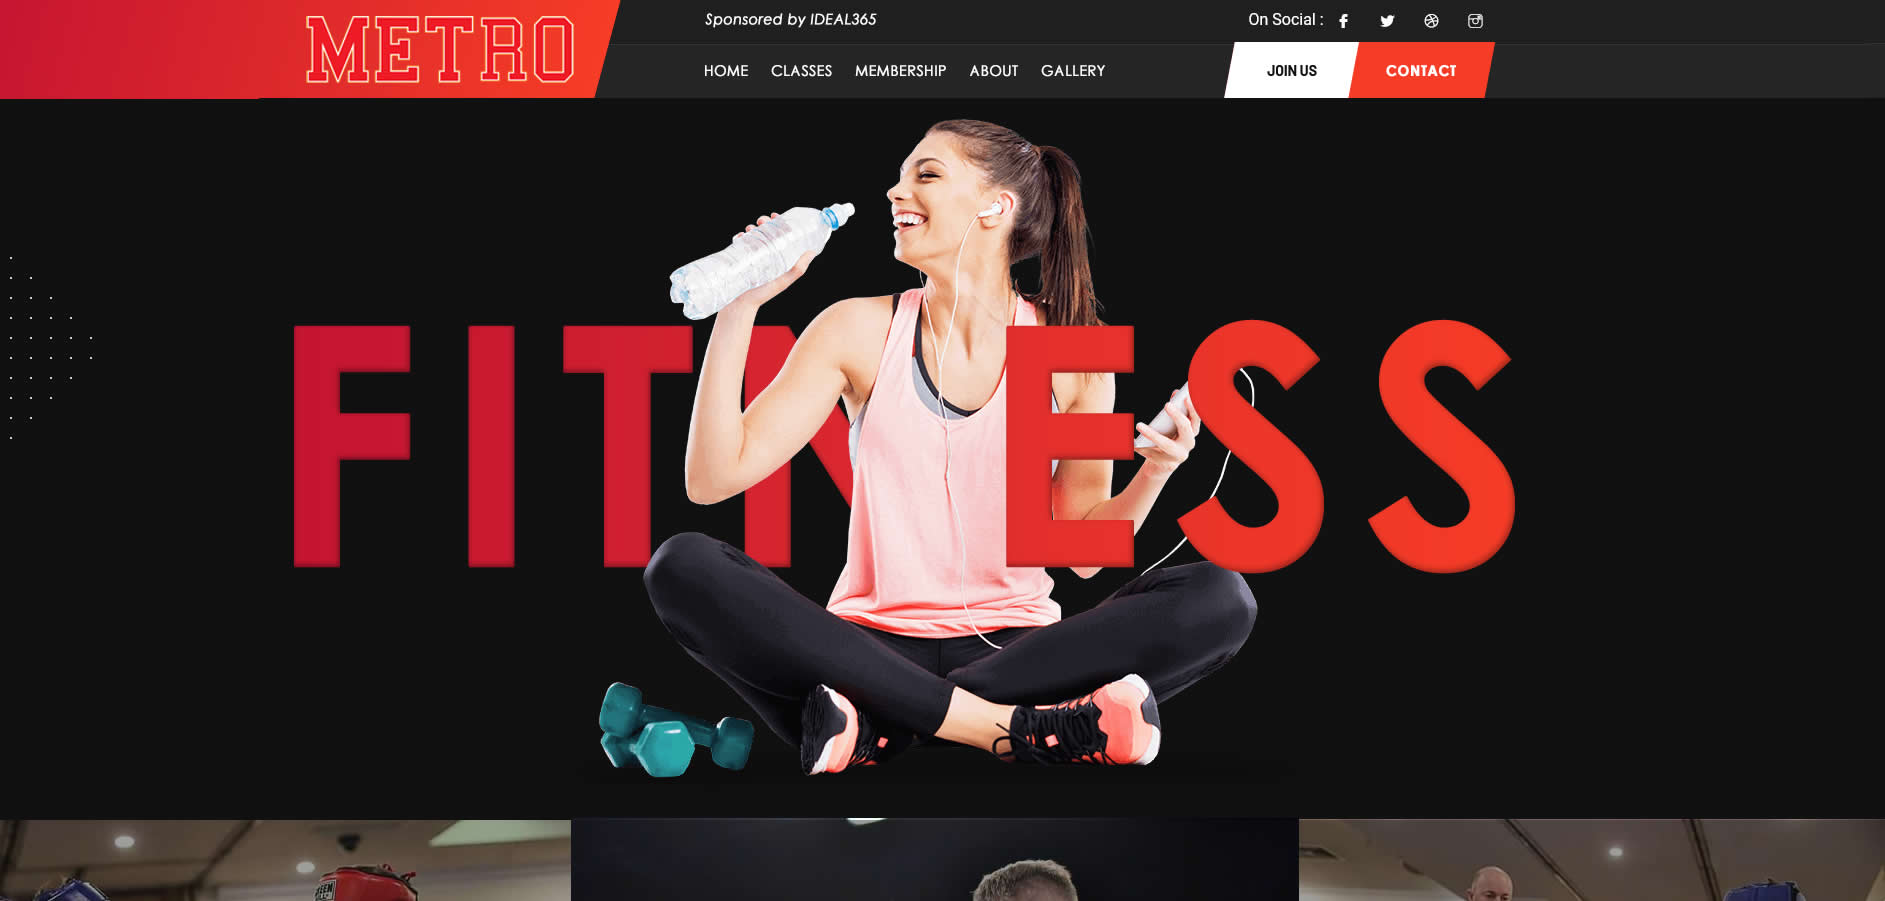 METRO
Sponsored by IDEAL365
On Social :
HOME CLASSES MEMBERSHIP ABOUT GALLERY
JOIN US
CONTACT
FITNESS